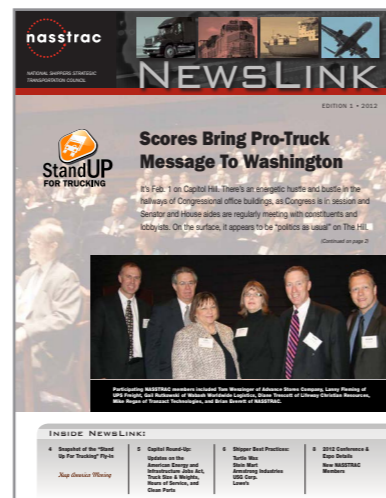 nasstrac
NATIONAL SHIPPERS STRATEGIC
TRANSPORTATION COUNCIL
NEWSLINK
EDITION 1 • 2012
StandUP
FOR TRUCKING
Scores Bring Pro-Truck
Message To Washington
It's Feb. 1 on Capitol Hill. There's an energetic hustle and bustle in the
hallways of Congressional office buildings, as Congress is in session and
Senator and House aides are regularly meeting with constituents and
lobbyists. On the surface, it appears to be "politics as usual" on The Hill.
(Continued on page 2)
Participating NASSTRAC members included Tom Wenzinger of Advance Stores Company, Lanny Fleming of
UPS Freight, Gail Rutkowski of Wabash Worldwide Logistics, Diane Trescott of Lifeway Christian Resources,
Mike Regan of Tranzact Technologies, and Brian Everett of NASSTRAC.
INSIDE NEWSLINK:
4 Snapshot of the "Stand
Up For Trucking" Fly-In
Keep America Moving
5 Capitol Round-Up:
Updates on the
American Energy and
Infrastructure Jobs Act,
Truck Size & Weights,
Hours of Service, and
Clean Ports
6 Shipper Best Practices:
Turtle Wax
Stein Mart
Armstrong Industries
USG Corp.
Lowe's
8 2012 Conference &
Expo Details
New NASSTRAC
Members